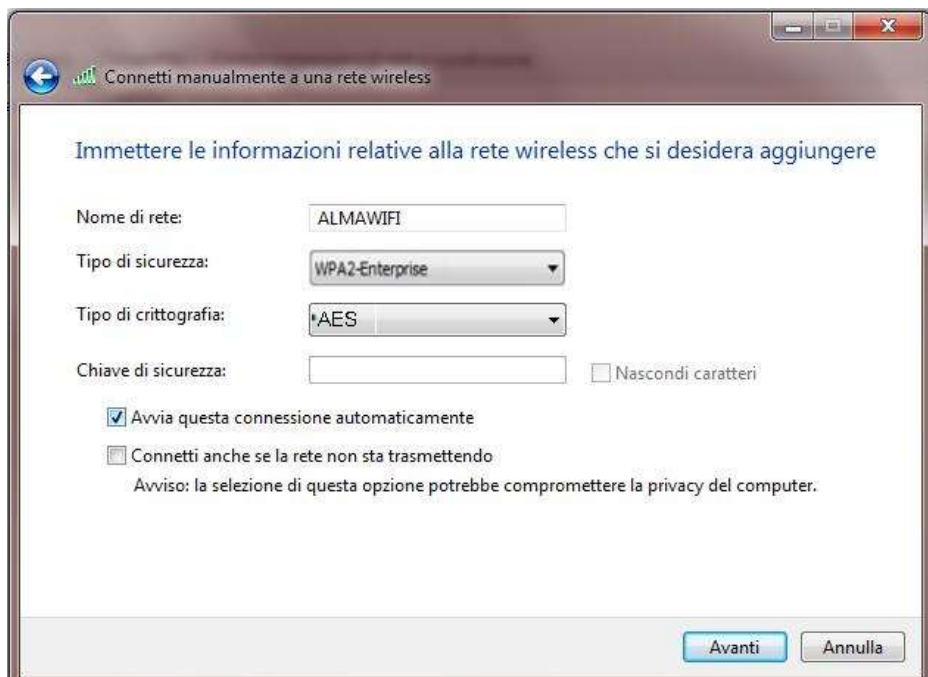 Connetti manualmente a una rete wireless
Immettere le informazioni relative alla rete wireless che si desidera aggiungere
Nome di rete: ALMAWIFI
Tipo di sicurezza: WPA2-Enterprise
Tipo di crittografia: AES
Chiave di sicurezza: Nascondi caratteri
Avvia questa connessione automaticamente
Connetti anche se la rete non sta trasmettendo
Avviso: la selezione di questa opzione potrebbe compromettere la privacy del computer.
Avanti Annulla